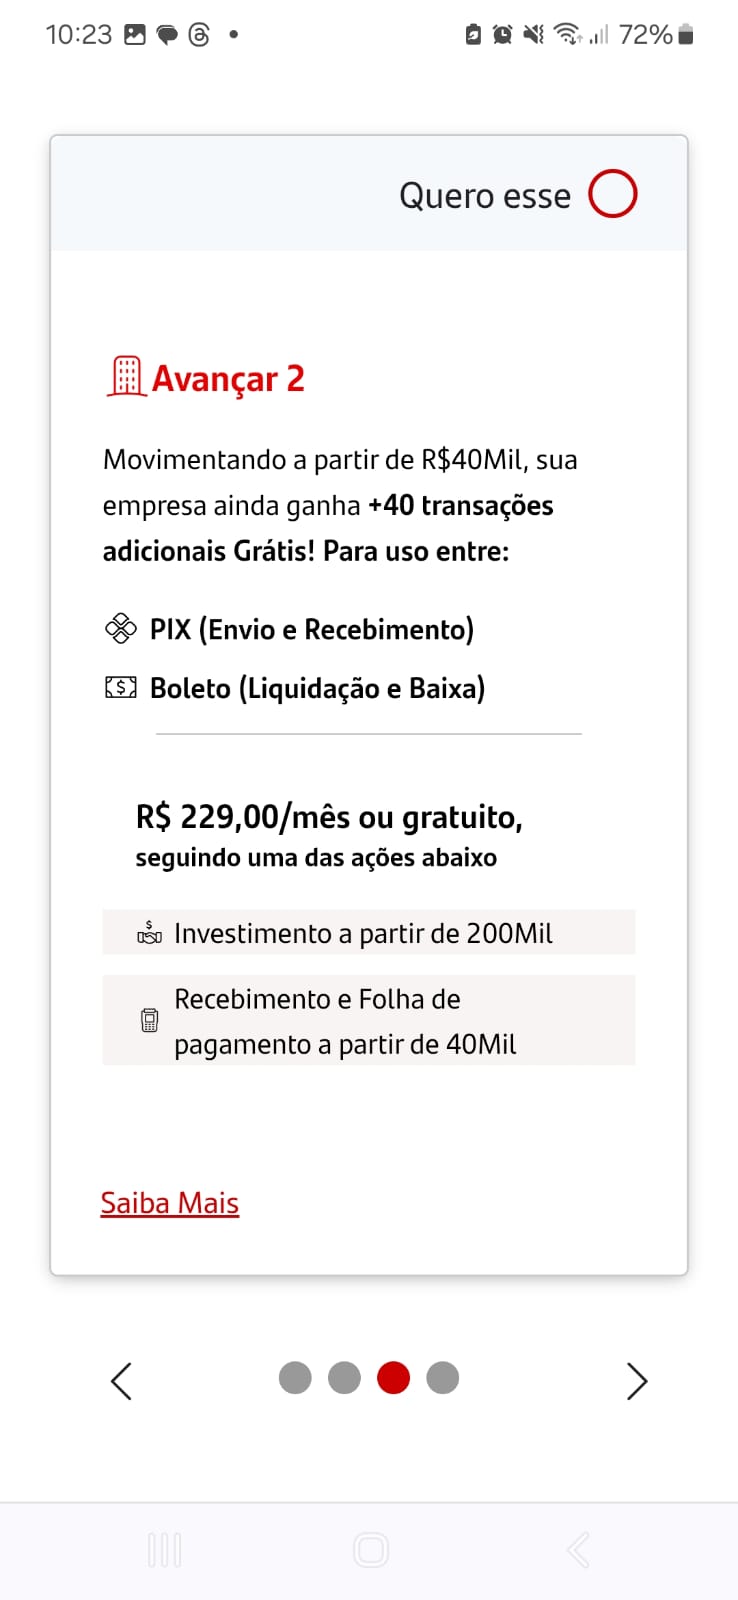 10:23
72%
Quero esse
Avançar 2
Movimentando a partir de R$40Mil, sua
empresa ainda ganha +40 transações
adicionais Grátis! Para uso entre:
PIX (Envio e Recebimento)
Boleto (Liquidação e Baixa)
R$ 229,00/mês ou gratuito,
seguindo uma das ações abaixo
Investimento a partir de 200Mil
Recebimento e Folha de
pagamento a partir de 40Mil
Saiba Mais